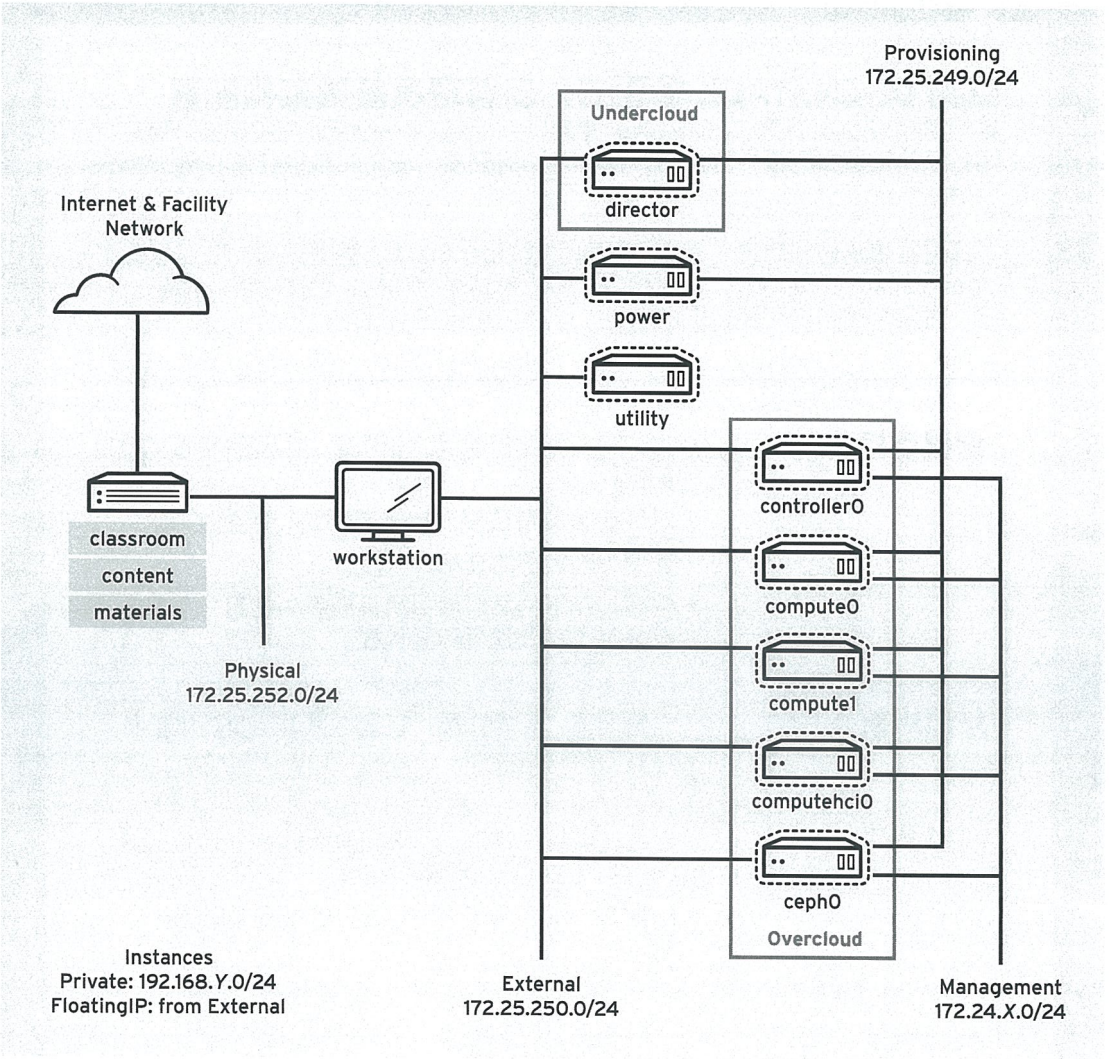 Provisioning
172.25.249.0/24
Undercloud
director
Internet & Facility
Network
power
utility
controller0
classroom
content
materials
workstation
compute0
Physical
172.25.252.0/24
compute1
computehci0
ceph0
Overcloud
Instances
Private: 192.168.Y.0/24
FloatingIP: from External
External
172.25.250.0/24
Management
172.24.X.0/24